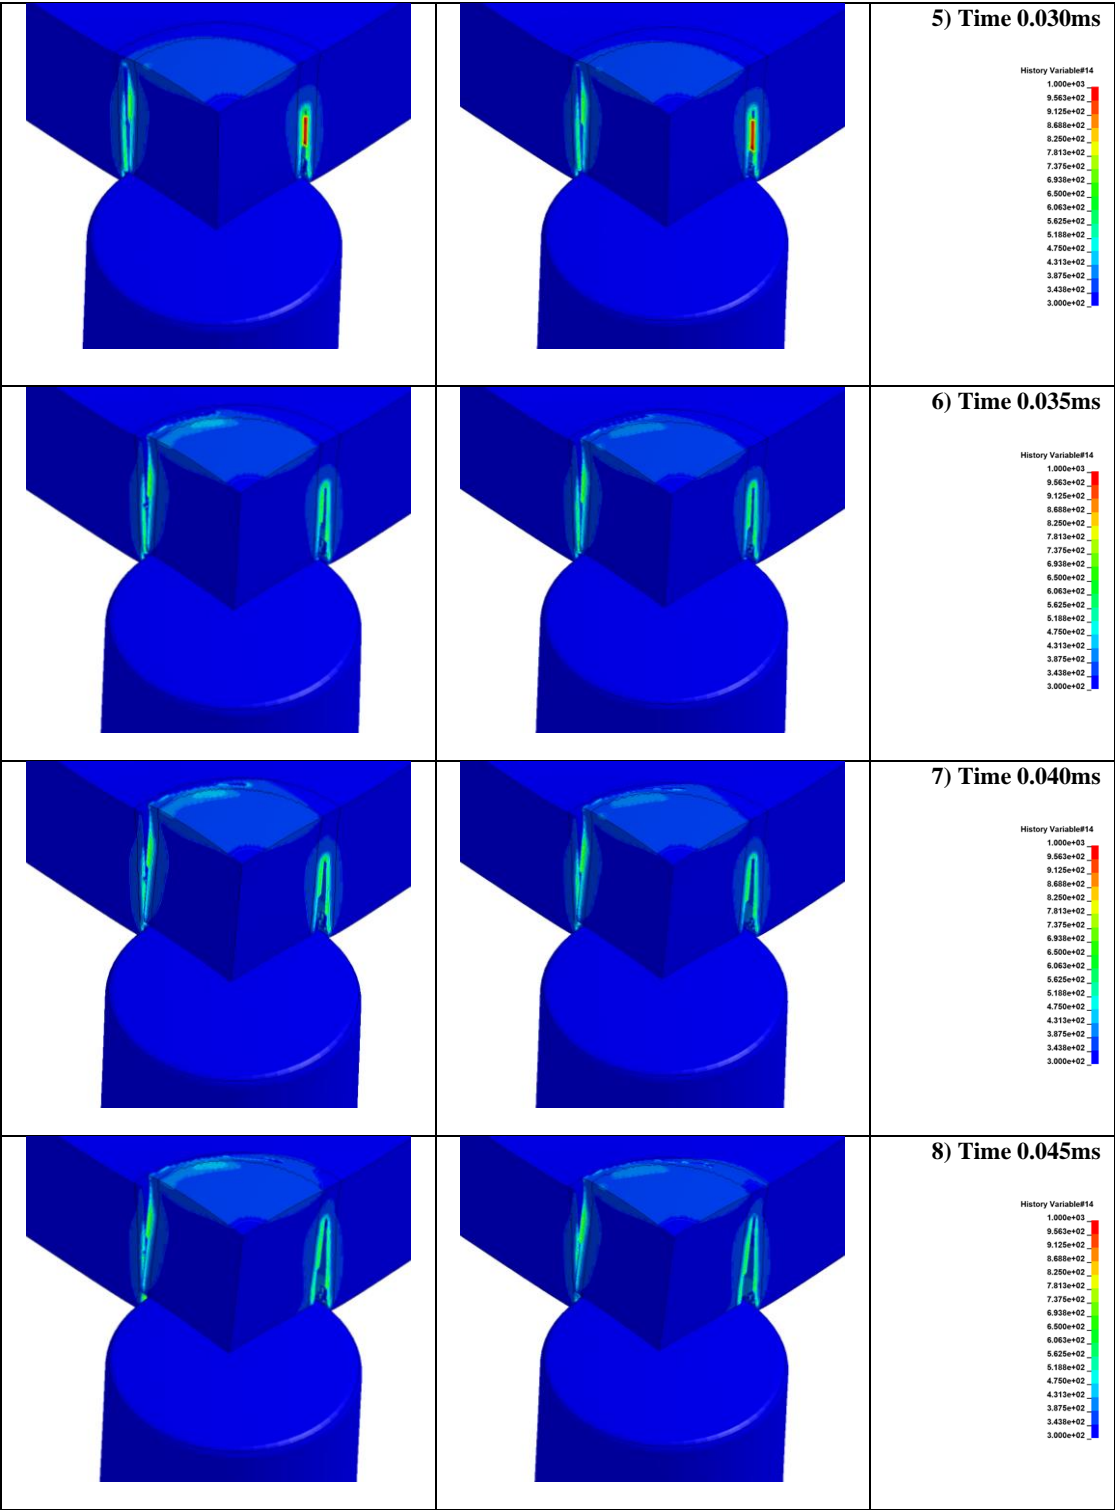 5) Time 0.030ms
History Variable#14
1.000e+03
9.563e+02
9.125e+02
8.688e+02
8.250e+02
7.813e+02
7.375e+02
6.938e+02
6.500e+02
6.063e+02
5.625e+02
5.188e+02
4.750e+02
4.313e+02
3.875e+02
3.438e+02
3.000e+02
6) Time 0.035ms
History Variable#14
1.000e+03
9.563e+02
9.125e+02
8.688e+02
8.250e+02
7.813e+02
7.375e+02
6.938e+02
6.500e+02
6.063e+02
5.625e+02
5.188e+02
4.750e+02
4.313e+02
3.875e+02
3.438e+02
3.000e+02
7) Time 0.040ms
History Variable#14
1.000e+03
9.563e+02
9.125e+02
8.688e+02
8.250e+02
7.813e+02
7.375e+02
6.938e+02
6.500e+02
6.063e+02
5.625e+02
5.188e+02
4.750e+02
4.313e+02
3.875e+02
3.438e+02
3.000e+02
8) Time 0.045ms
History Variable#14
1.000e+03
9.563e+02
9.125e+02
8.688e+02
8.250e+02
7.813e+02
7.375e+02
6.938e+02
6.500e+02
6.063e+02
5.625e+02
5.188e+02
4.750e+02
4.313e+02
3.875e+02
3.438e+02
3.000e+02